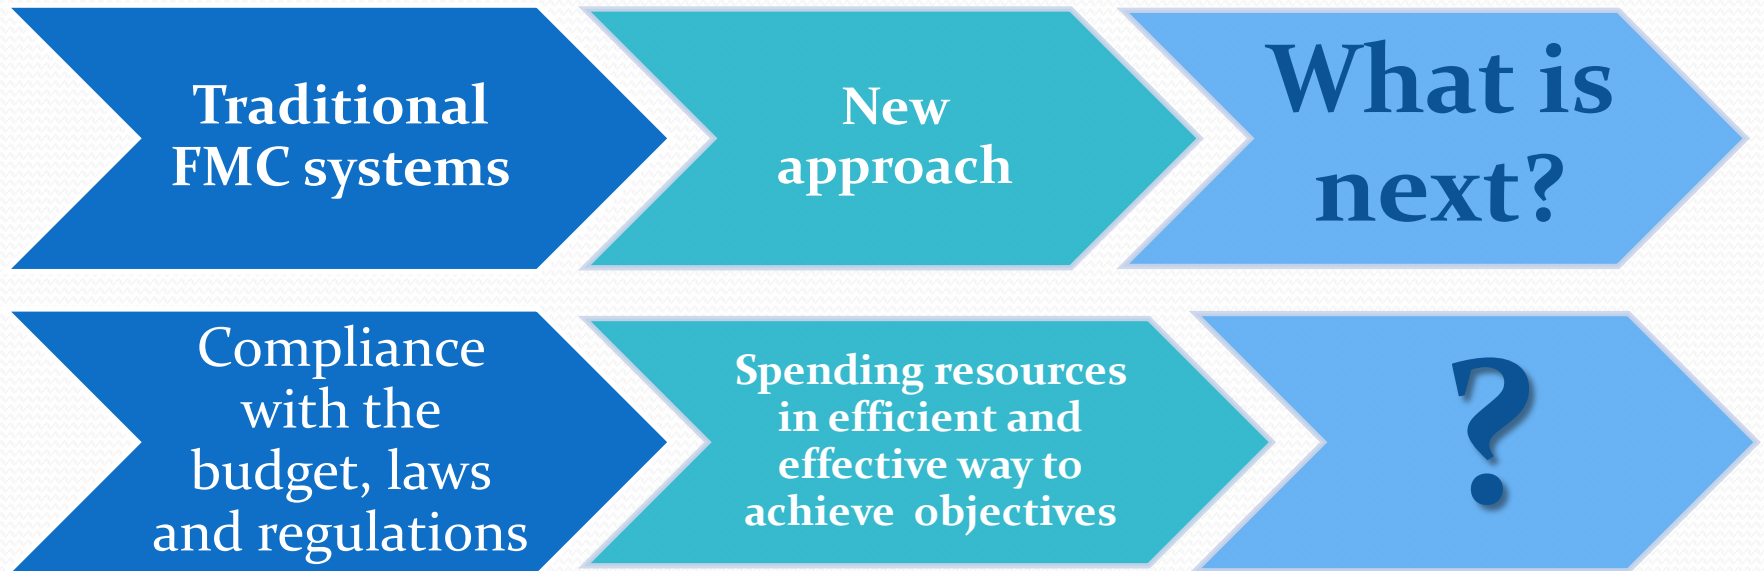 Traditional
FMC systems
New
approach
What is
next?
Compliance
with the
budget, laws
and regulations
Spending resources
in efficient and
effective way to
achieve  objectives
?